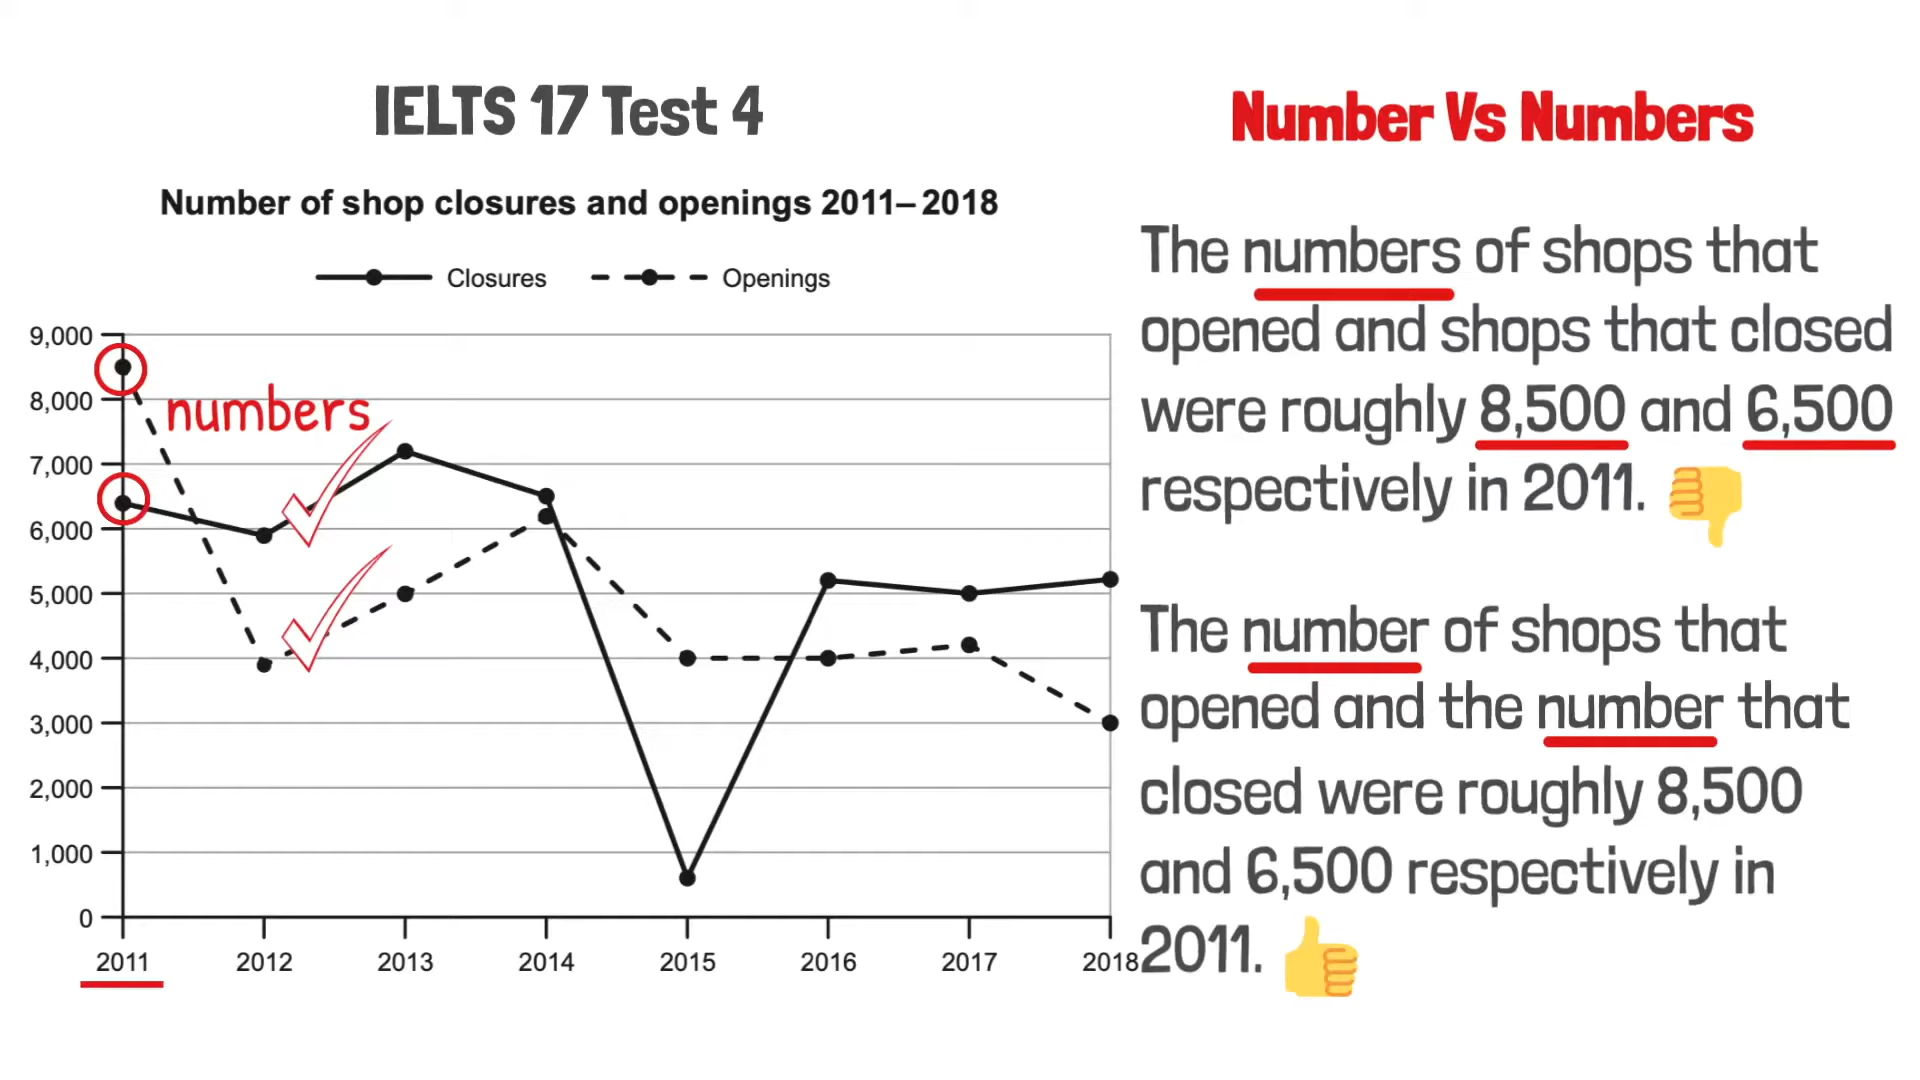 IELTS 17 Test 4
Number of shop closures and openings 2011–2018
Closures
Openings
9,000
8,000
7,000
6,000
5,000
4,000
3,000
2,000
1,000
0
numbers
2011
2012
2013
2014
2015
2016
2017
2018
Number Vs Numbers
The numbers of shops that
opened and shops that closed
were roughly 8,500 and 6,500
respectively in 2011.
The number of shops that
opened and the number that
closed were roughly 8,500
and 6,500 respectively in
2011.